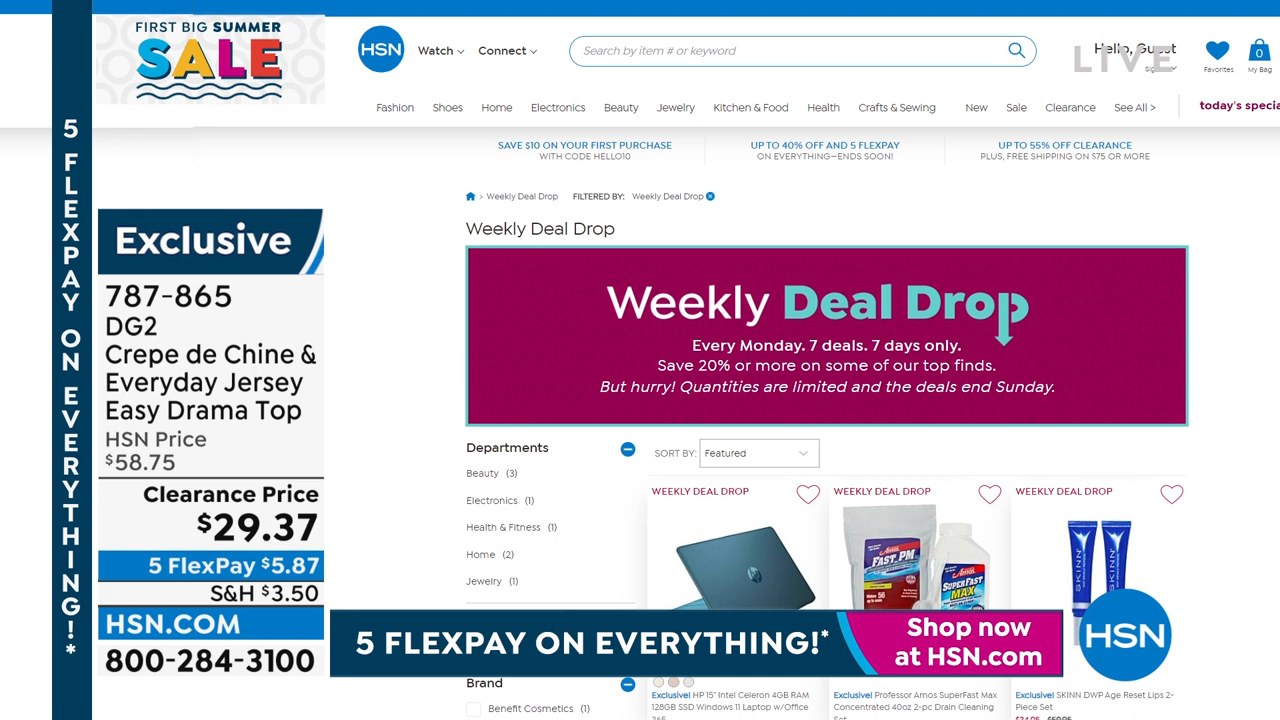 5 FLEXPAY ON EVERYTHING!*
FIRST BIG SUMMER
SALE
Exclusive
787-865
DG2
Crepe de Chine &
Everyday Jersey
Easy Drama Top
HSN Price
$58.75
Clearance Price
$29.37
5 FlexPay $5.87
S&H $3.50
HSN.COM
800-284-3100
HSN
Watch
Connect
Search by item # or keyword
Hello, Guest
LIVE
Favorites
0
My Bag
Fashion Shoes Home Electronics Beauty Jewelry Kitchen & Food Health Crafts & Sewing New Sale Clearance See All > today's specia
SAVE $10 ON YOUR FIRST PURCHASE
WITH CODE HELLO10
UP TO 40% OFF AND 5 FLEXPAY
ON EVERYTHING—ENDS SOON!
UP TO 55% OFF CLEARANCE
PLUS, FREE SHIPPING ON $75 OR MORE
> Weekly Deal Drop FILTERED BY: Weekly Deal Drop
Weekly Deal Drop
Weekly Deal Drop
Every Monday. 7 deals. 7 days only.
Save 20% or more on some of our top finds.
But hurry! Quantities are limited and the deals end Sunday.
Departments
Beauty (3)
Electronics (1)
Health & Fitness (1)
Home (2)
Jewelry (1)
SORT BY: Featured
WEEKLY DEAL DROP
WEEKLY DEAL DROP
WEEKLY DEAL DROP
hp
Amos
FAST PM
Amos
SUPERFAST
MAX
SKINN
SKINN
5 FLEXPAY ON EVERYTHING!*
Shop now
at HSN.com
HSN
Brand
Benefit Cosmetics (1)
Exclusive! HP 15" Intel Celeron 4GB RAM
128GB SSD Windows 11 Laptop w/Office
Exclusive! Professor Amos SuperFast Max
Concentrated 40oz 2-pc Drain Cleaning
Exclusive! SKINN DWP Age Reset Lips 2-
Piece Set